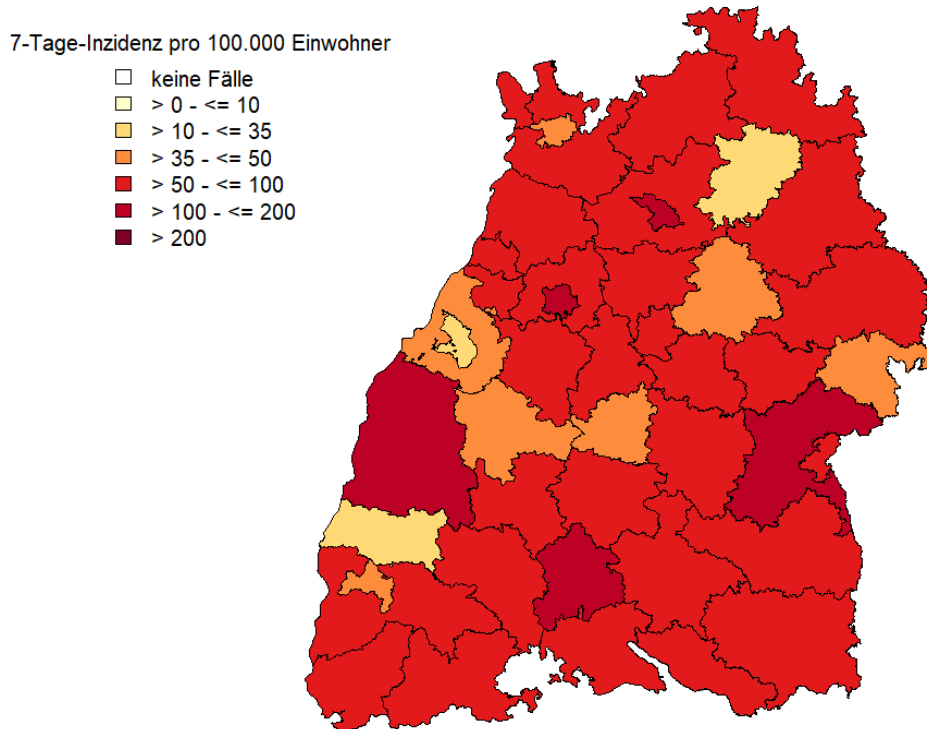 7-Tage-Inzidenz pro 100.000 Einwohner
keine Fälle
> 0 - <= 10
> 10 - <= 35
> 35 - <= 50
> 50 - <= 100
> 100 - <= 200
> 200